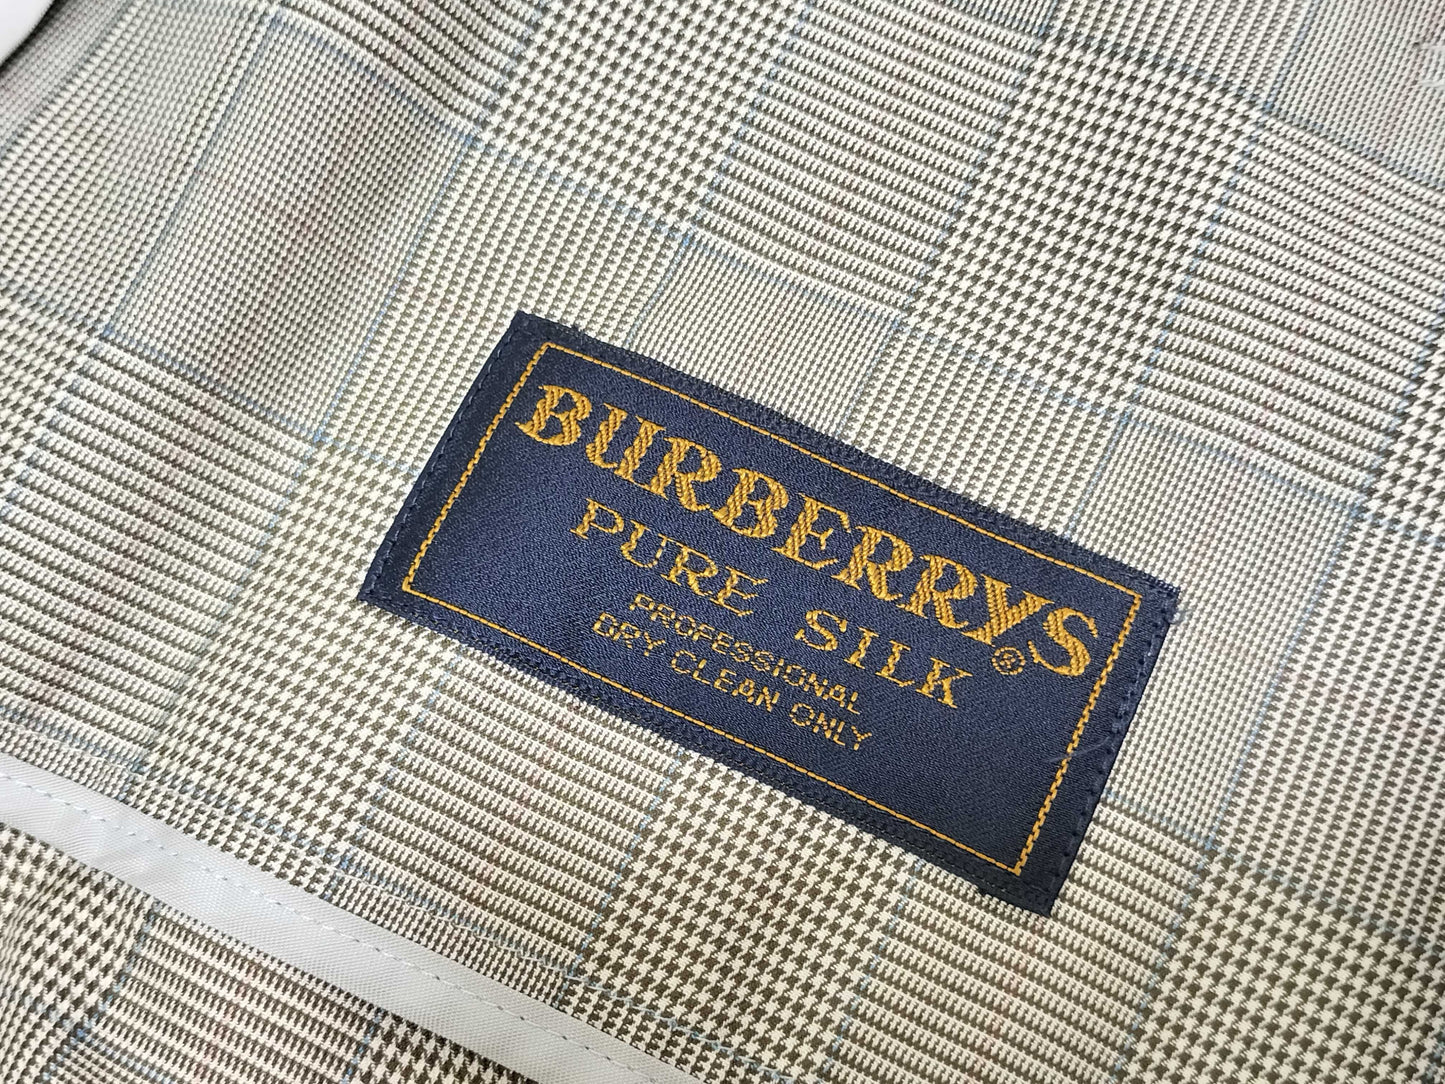 BURBERRYS®
PURE SILK
PROFESSIONAL
DRY CLEAN ONLY